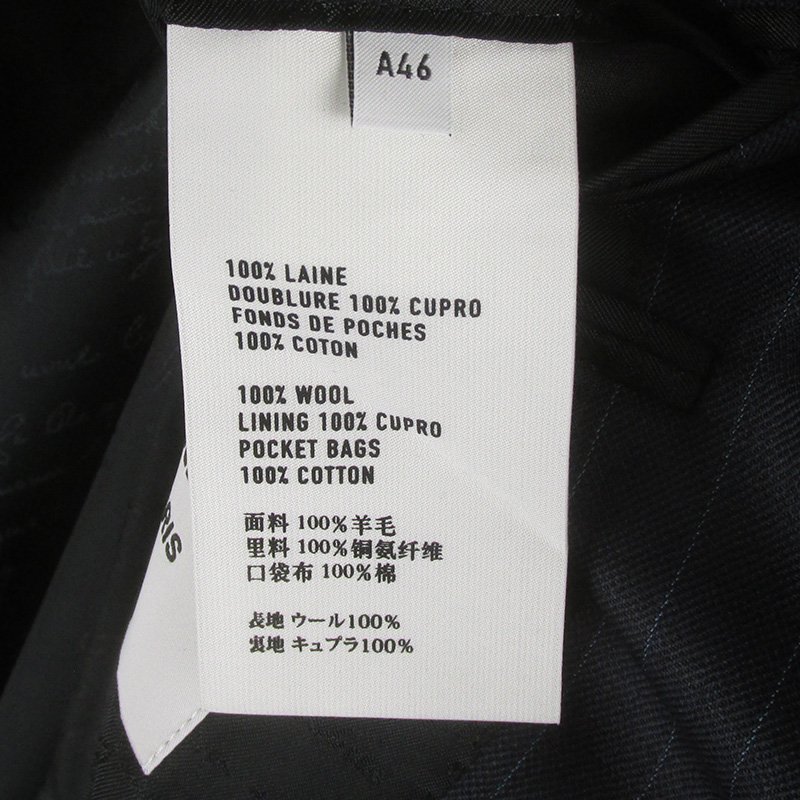 A46
100% LAINE
DOUBLURE 100% CUPRO
FONDS DE POCHES
100% COTON
100% WOOL
LINING 100% CUPRO
POCKET BAGS
100% COTTON
面料 100%羊毛
里料 100%铜氨纤维
口袋布 100%棉
表地 ウール100%
裏地 キュプラ100%